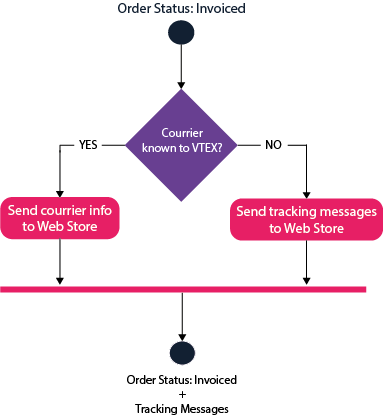 Order Status: Invoiced
Courrier
known to VTEX?
YES
NO
Send courrier info
to Web Store
Send tracking messages
to Web Store
Order Status: Invoiced
+
Tracking Messages